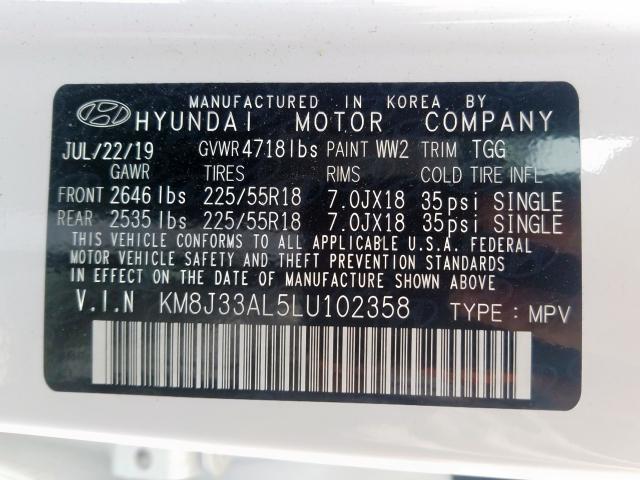 MANUFACTURED IN KOREA BY
HYUNDAI MOTOR COMPANY
JUL/22/19 GVWR4718lbs PAINT WW2 TRIM TGG
GAWR TIRES RIMS COLD TIRE INFL
FRONT 2646lbs 225/55R18 7.0JX18 35psi SINGLE
REAR 2535lbs 225/55R18 7.0JX18 35psi SINGLE
THIS VEHICLE CONFORMS TO ALL APPLICABLE U.S.A. FEDERAL
MOTOR VEHICLE SAFETY AND THEFT PREVENTION STANDARDS
IN EFFECT ON THE DATE OF MANUFACTURE SHOWN ABOVE
V.I.N KM8J33AL5LU102358 TYPE : MPV